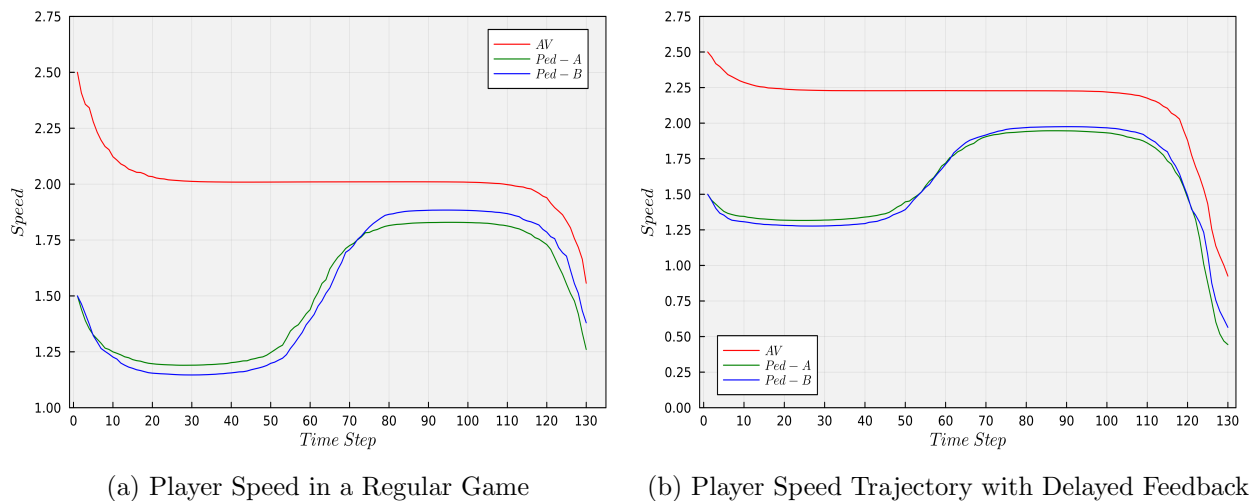 2.75
2.50
2.25
2.00
1.75
1.50
1.25
1.00
Speed
0 10 20 30 40 50 60 70 80 90 100 110 120 130
Time Step
AV
Ped − A
Ped − B
(a) Player Speed in a Regular Game
2.75
2.50
2.25
2.00
1.75
1.50
1.25
1.00
0.75
0.50
0.25
0.00
Speed
0 10 20 30 40 50 60 70 80 90 100 110 120 130
Time Step
AV
Ped − A
Ped − B
(b) Player Speed Trajectory with Delayed Feedback